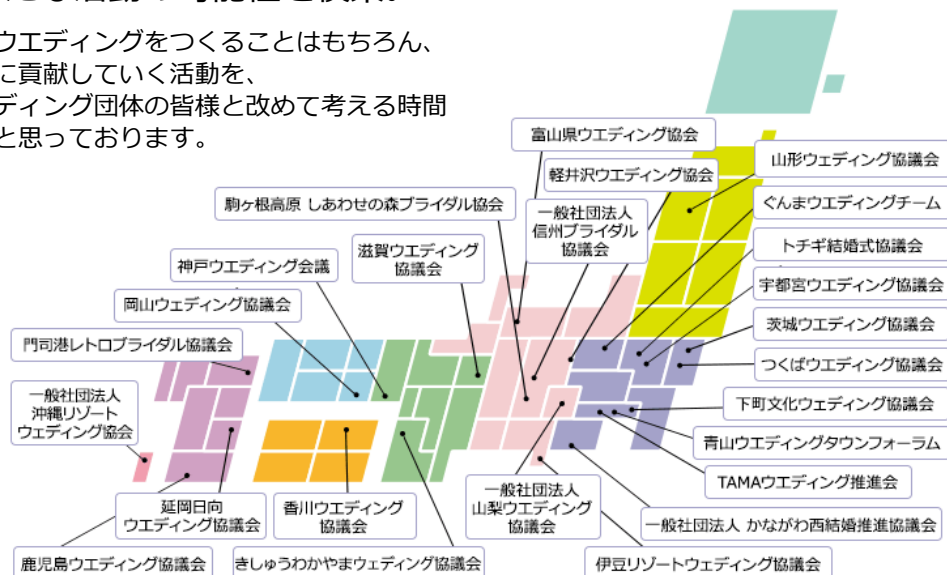 ウエディングをつくることはもちろん、
に貢献していく活動を、
ディング団体の皆様と改めて考える時間
と思っております。
富山県ウエディング協会
山形ウェディング協議会
軽井沢ウエディング協会
ぐんまウエディングチーム
駒ヶ根高原 しあわせの森ブライダル協会
一般社団法人
信州ブライダル
協議会
トチギ結婚式協議会
滋賀ウエディング
協議会
神戸ウエディング会議
宇都宮ウエディング協議会
岡山ウェディング協議会
茨城ウエディング協議会
門司港レトロブライダル協議会
つくばウエディング協議会
一般社団法人
沖縄リゾート
ウェディング協会
下町文化ウェディング協議会
青山ウエディングタウンフォーラム
TAMAウエディング推進会
延岡日向
ウエディング協議会
香川ウエディング
協議会
一般社団法人
山梨ウエディング
協議会
一般社団法人 かながわ西結婚推進協議会
鹿児島ウエディング協議会
きしゅうわかやまウェディング協議会
伊豆リゾートウェディング協議会